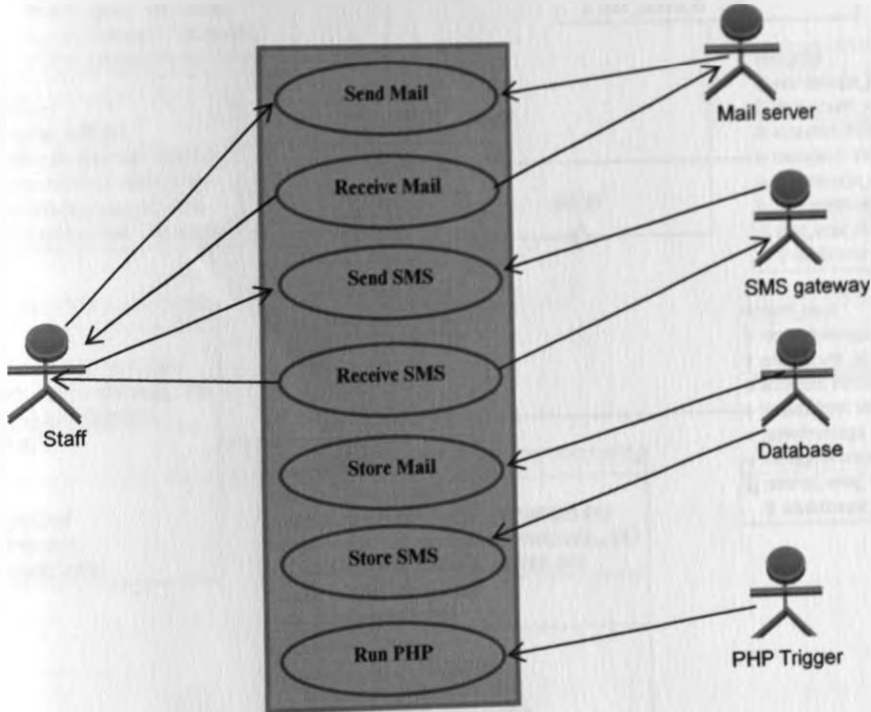 Send Mail
Mail server
Receive Mail
Send SMS
SMS gateway
Receive SMS
Staff
Store Mail
Database
Store SMS
Run PHP
PHP Trigger